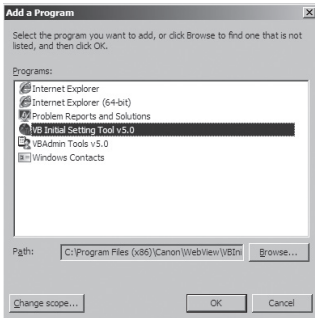 Add a Program
Select the program you want to add, or click Browse to find one that is not
listed, and then click OK.
Programs:
Internet Explorer
Internet Explorer (64-bit)
Problem Reports and Solutions
VB Initial Setting Tool v5.0
VBAdmin Tools v5.0
Windows Contacts
Path:
C:\Program Files (x86)\Canon\WebView\VBIni
Browse...
Change scope...
OK
Cancel